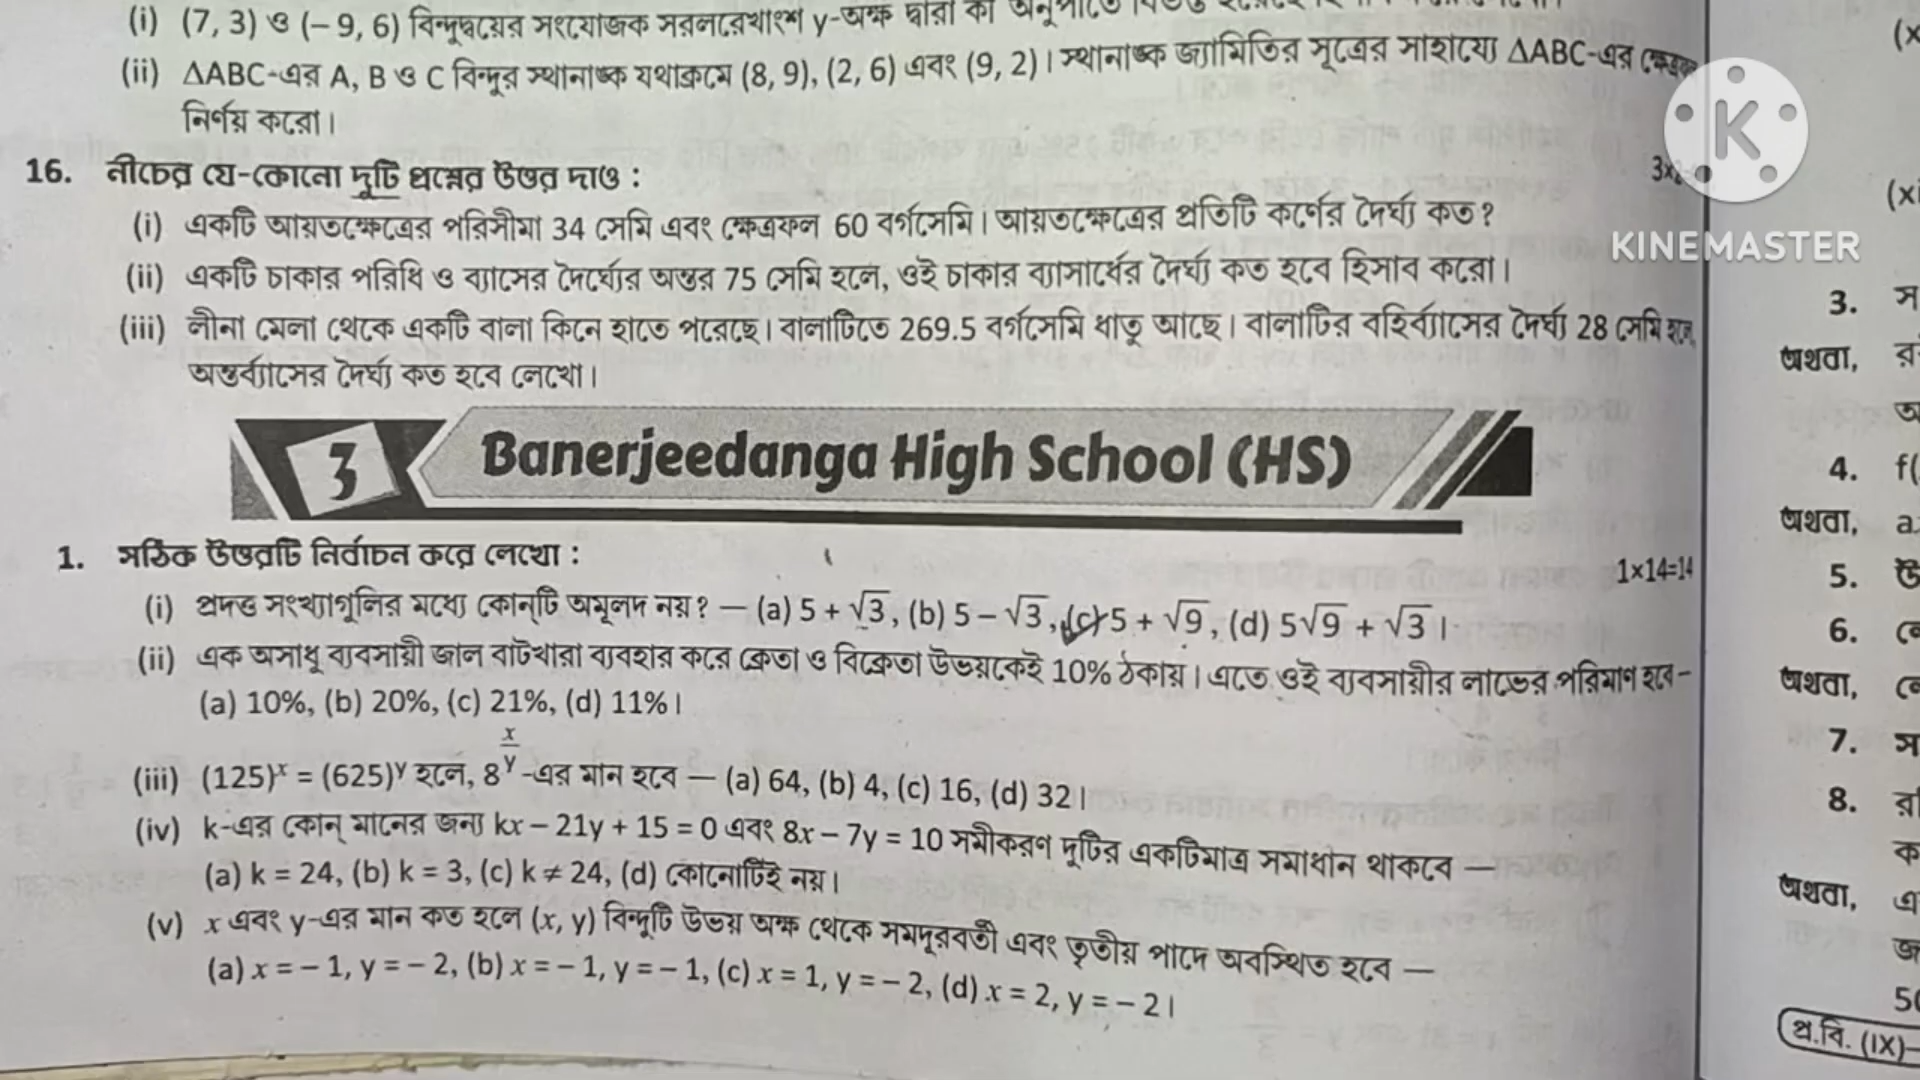 (i) (7, 3) ও (– 9, 6) বিন্দুদ্বয়ের সংযোজক সরলরেখাংশ y-অক্ষ দ্বারা কী অনুপাতে
(ii) ΔABC-এর A, B ও C বিন্দুর স্থানাঙ্ক যথাক্রমে (8, 9), (2, 6) এবং (9, 2)। স্থানাঙ্ক জ্যামিতির সূত্রের সাহায্যে ΔABC-এর
নির্ণয় করো।
16. নীচের যে-কোনো দুটি প্রশ্নের উত্তর দাও :
(i) একটি আয়তক্ষেত্রের পরিসীমা 34 সেমি এবং ক্ষেত্রফল 60 বর্গসেমি। আয়তক্ষেত্রের প্রতিটি কর্ণের দৈর্ঘ্য কত?
(ii) একটি চাকার পরিধি ও ব্যাসের দৈর্ঘ্যের অন্তর 75 সেমি হলে, ওই চাকার ব্যাসার্ধের দৈর্ঘ্য কত হবে হিসাব করো।
(iii) লীনা মেলা থেকে একটি বালা কিনে হাতে পরেছে। বালাটিতে 269.5 বর্গসেমি ধাতু আছে। বালাটির বহির্ব্যাসের দৈর্ঘ্য 28 সেমি হলে,
অন্তর্ব্যাসের দৈর্ঘ্য কত হবে লেখো।
K
KINEMASTER
3 Banerjeedanga High School (HS)
1. সঠিক উত্তরটি নির্বাচন করে লেখো : 1×14=14
(i) প্রদত্ত সংখ্যাগুলির মধ্যে কোন্‌টি অমূলদ নয়? — (a) 5 + √3, (b) 5 – √3, (c) 5 + √9, (d) 5√9 + √3।
(ii) এক অসাধু ব্যবসায়ী জাল বাটখারা ব্যবহার করে ক্রেতা ও বিক্রেতা উভয়কেই 10% ঠকায়। এতে ওই ব্যবসায়ীর লাভের পরিমাণ হবে–
(a) 10%, (b) 20%, (c) 21%, (d) 11%।
(iii) (125)ˣ = (625)ʸ হলে, 8^(x/y) -এর মান হবে — (a) 64, (b) 4, (c) 16, (d) 32।
(iv) k-এর কোন্ মানের জন্য kx – 21y + 15 = 0 এবং 8x – 7y = 10 সমীকরণ দুটির একটিমাত্র সমাধান থাকবে —
(a) k = 24, (b) k = 3, (c) k ≠ 24, (d) কোনোটিই নয়।
(v) x এবং y-এর মান কত হলে (x, y) বিন্দুটি উভয় অক্ষ থেকে সমদূরবর্তী এবং তৃতীয় পাদে অবস্থিত হবে —
(a) x = – 1, y = – 2, (b) x = – 1, y = – 1, (c) x = 1, y = – 2, (d) x = 2, y = – 2।
(x
3.
অথবা,
4. f(
অথবা, a
5.
6.
অথবা,
7.
8.
অথবা,
প্র.বি. (IX)–